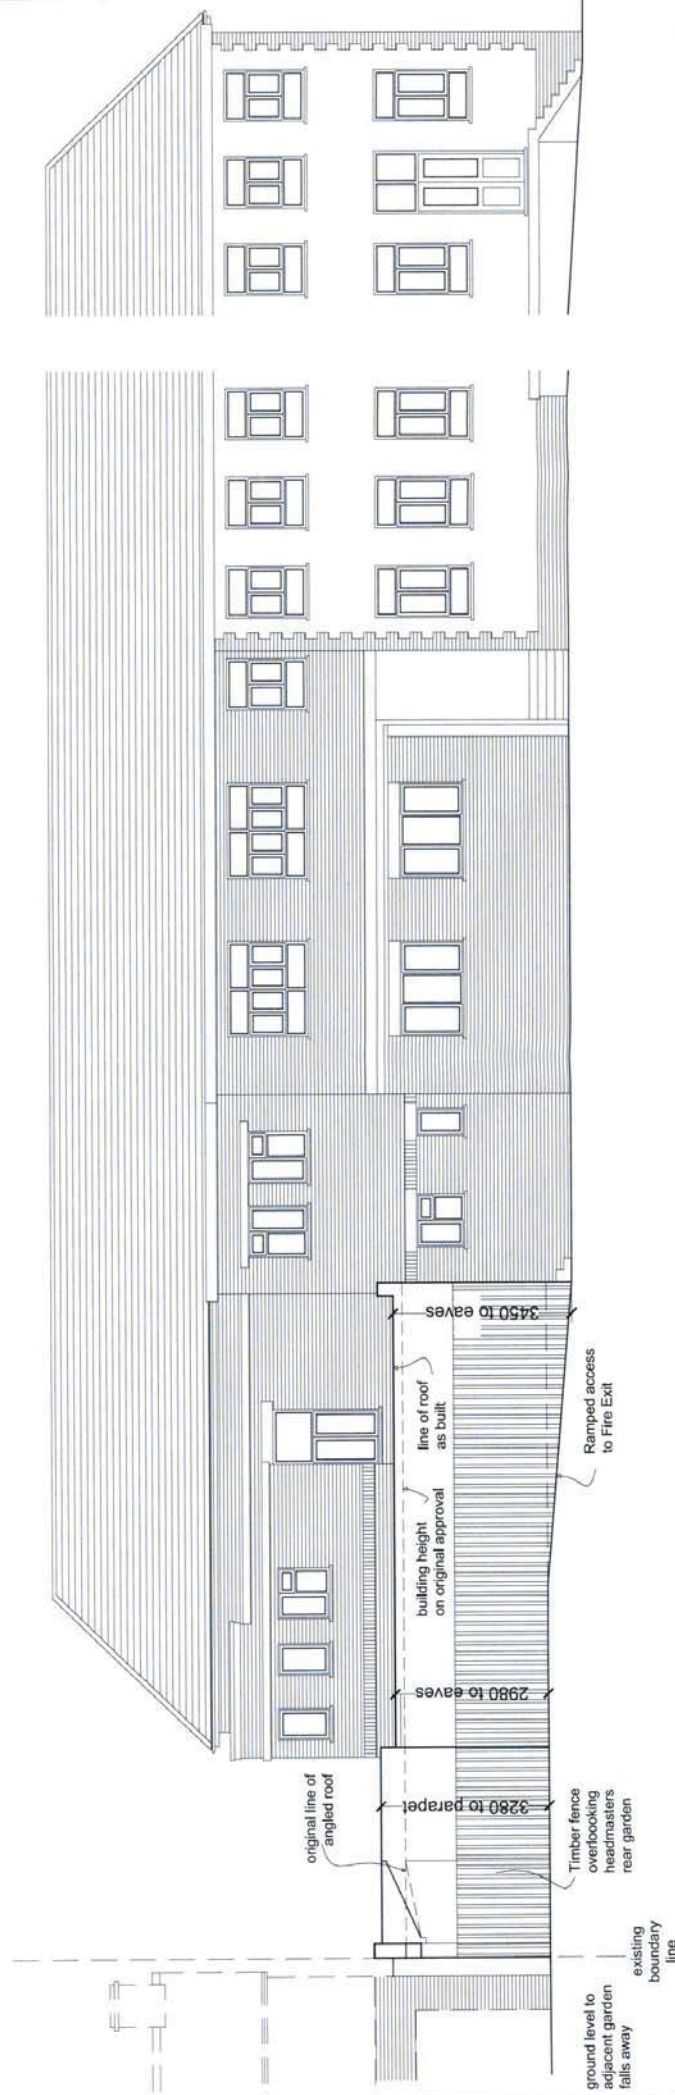 original line of
angled roof
building height
on original approval
line of roof
as built
3280 to parapet
2980 to eaves
3450 to eaves
ground level to
adjacent garden
falls away
existing
boundary
line
Timber fence
overloooking
headmasters
rear garden
Ramped access
to Fire Exit